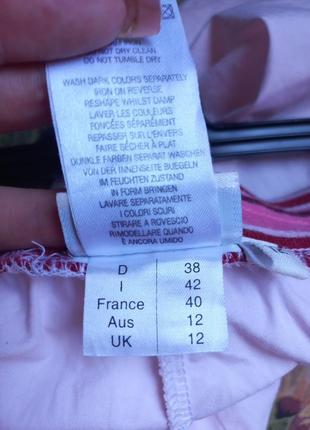 DO NOT DRY CLEAN
DO NOT TUMBLE DRY
WASH DARK COLORS SEPARATELY
IRON ON REVERSE
RESHAPE WHILST DAMP
LAVER LES COULEURS
FONCÉES SÉPARÉMENT
REPASSER SUR L'ENVERS
FAIRE SÉCHER À PLAT
DUNKLE FARBEN SEPARAT WASCHEN
VON DER INNENSEITE BUEGELN
IM FEUCHTEN ZUSTAND
IN FORM BRINGEN
LAVARE SEPARATAMENTE
I COLORI SCURI
STIRARE A ROVESCIO
RIMODELLARE QUANDO
È ANCORA UMIDO
D 38
I 42
France 40
Aus 12
UK 12